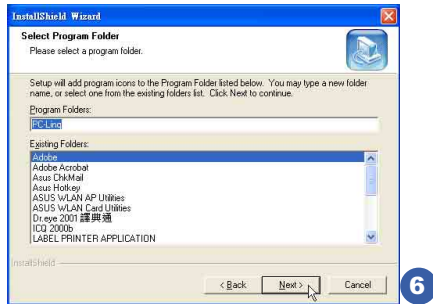 InstallShield Wizard
Select Program Folder
Please select a program folder.
Setup will add program icons to the Program Folder listed below. You may type a new folder
name, or select one from the existing folders list. Click Next to continue.
Program Folders:
PC-Linq
Existing Folders:
Adobe
Adobe Acrobat
Asus ChkMail
Asus Hotkey
ASUS WLAN AP Utilities
ASUS WLAN Card Utilities
Dr.eye 2001 譯典通
ICQ 2000b
LABEL PRINTER APPLICATION
InstallShield
< Back
Next >
Cancel
6